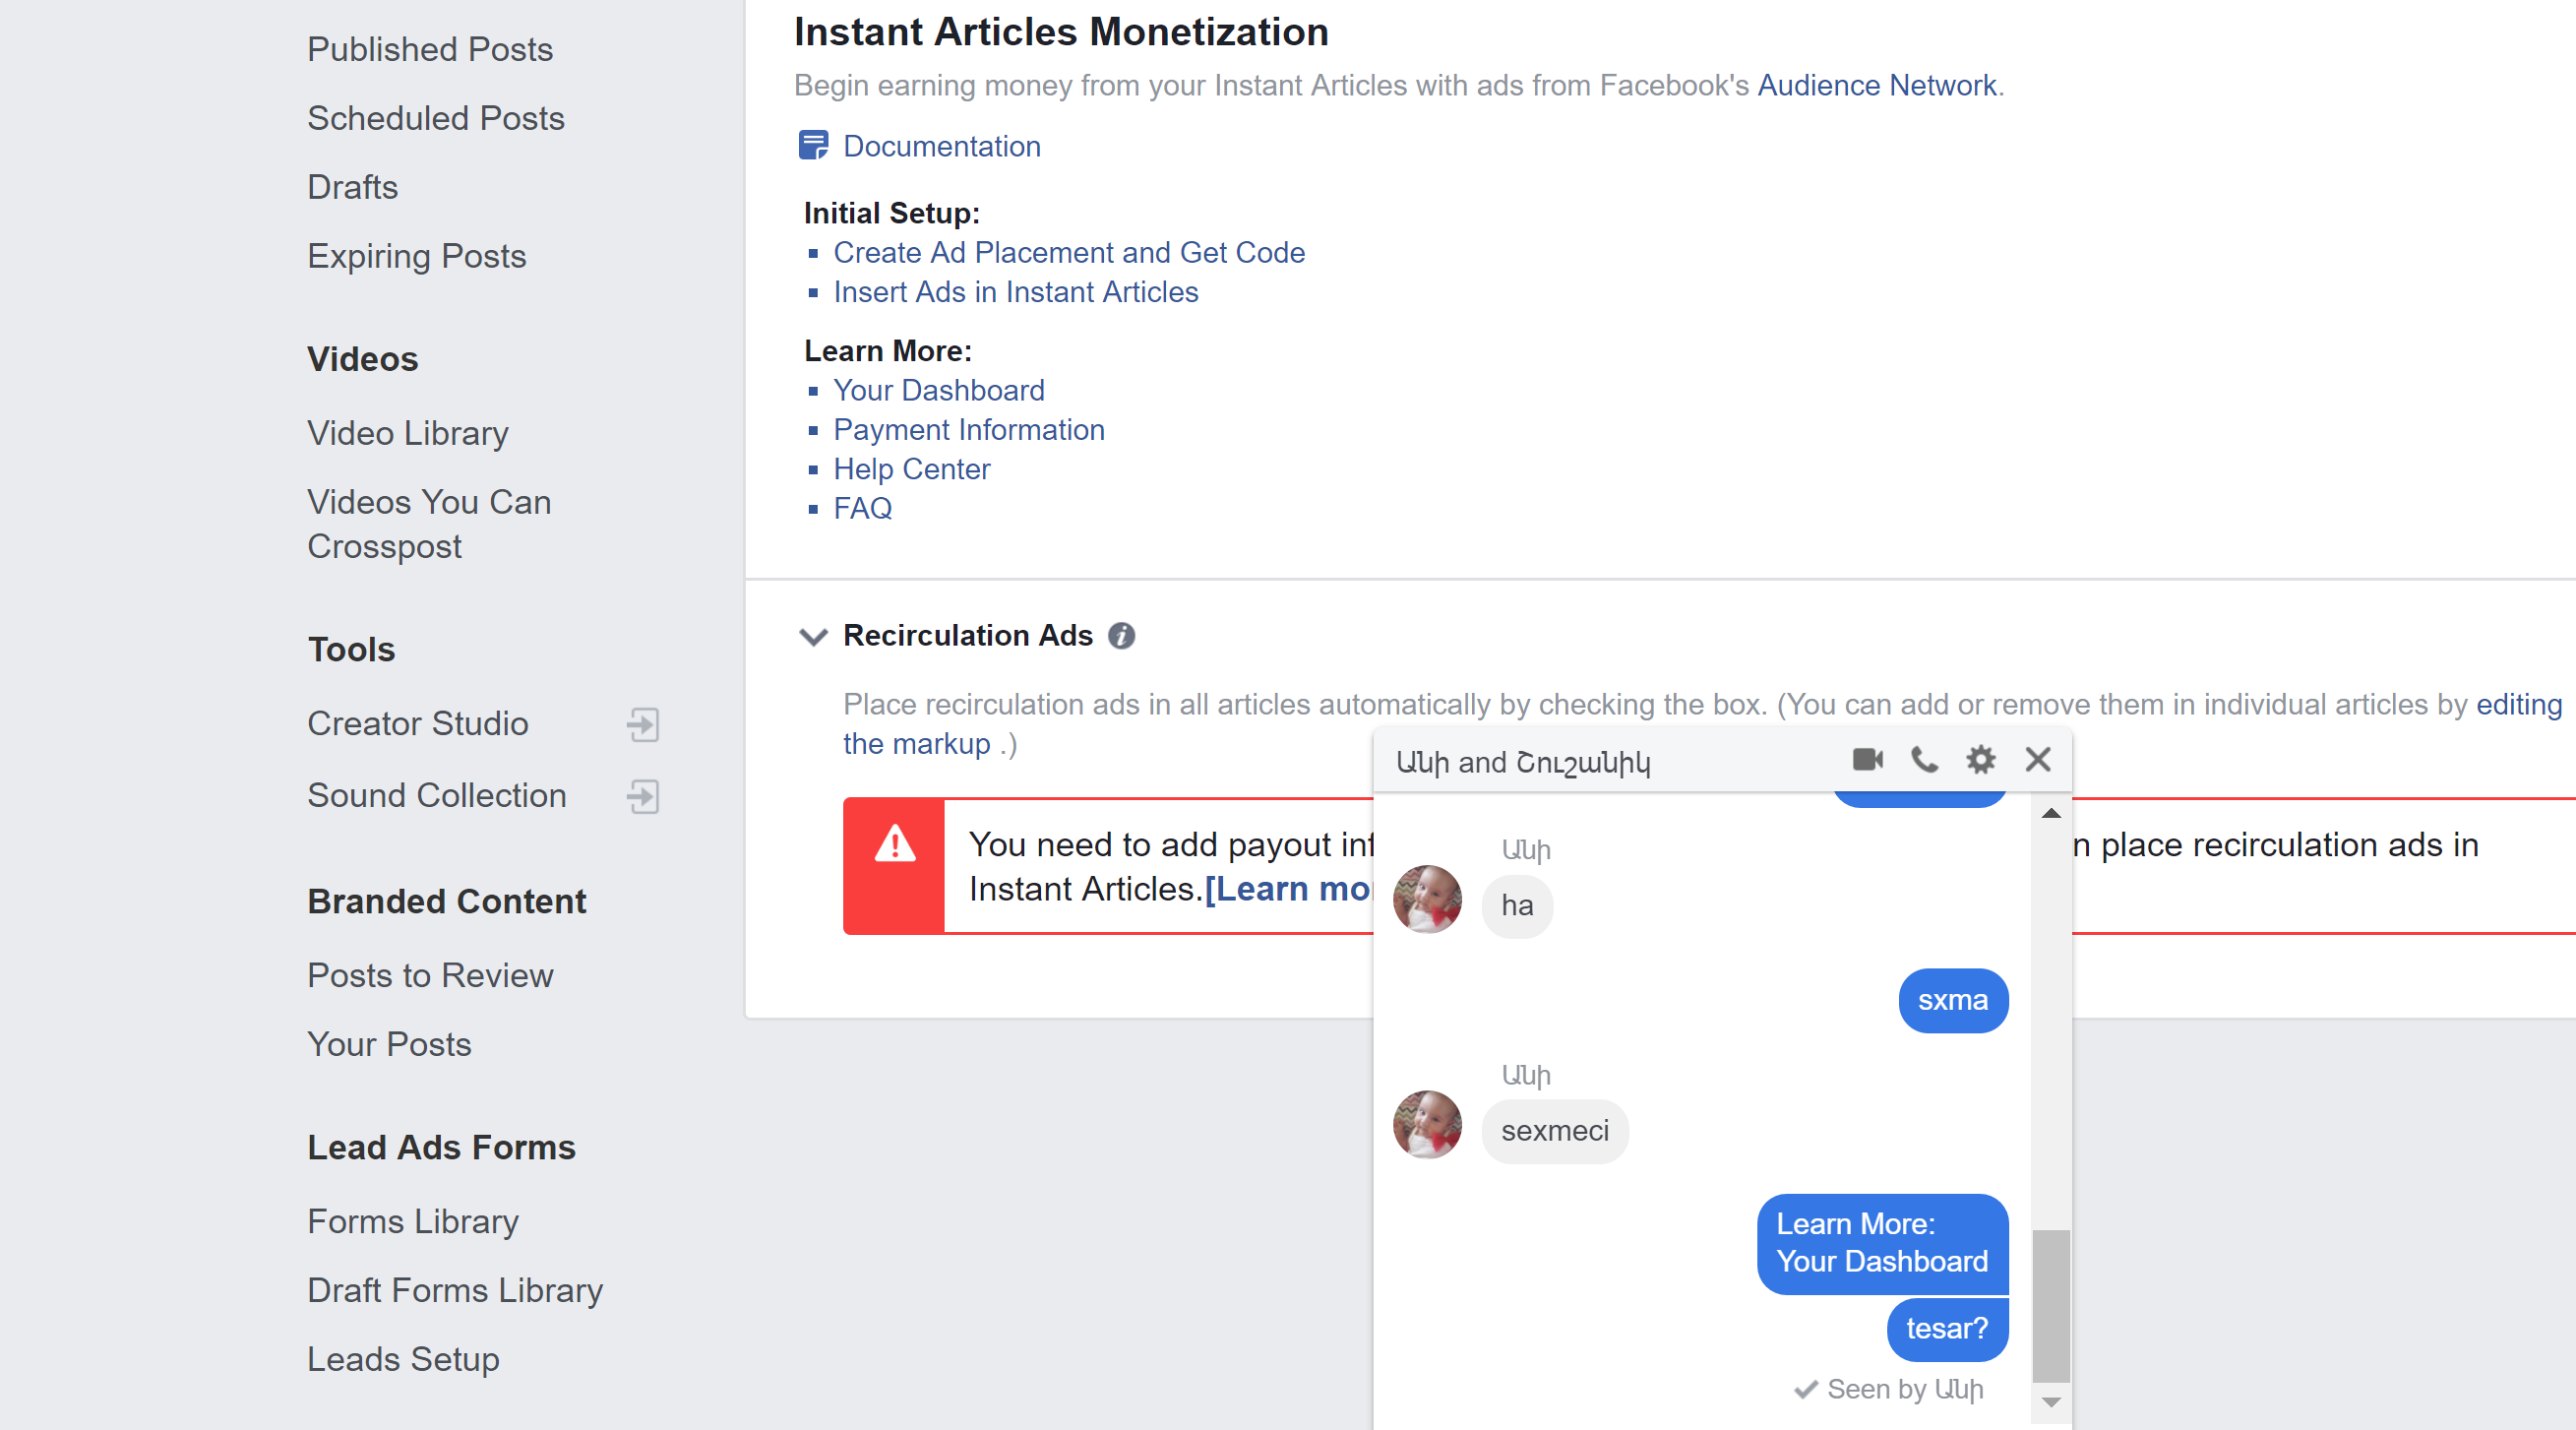 Published Posts
Scheduled Posts
Drafts
Expiring Posts
Videos
Video Library
Videos You Can
Crosspost
Tools
Creator Studio
Sound Collection
Branded Content
Posts to Review
Your Posts
Lead Ads Forms
Forms Library
Draft Forms Library
Leads Setup
Instant Articles Monetization
Begin earning money from your Instant Articles with ads from Facebook's Audience Network.
Documentation
Initial Setup:
Create Ad Placement and Get Code
Insert Ads in Instant Articles
Learn More:
Your Dashboard
Payment Information
Help Center
FAQ
Recirculation Ads
Place recirculation ads in all articles automatically by checking the box. (You can add or remove them in individual articles by editing
the markup .)
You need to add payout
place recirculation ads in
Instant Articles.[Learn
Անի and Շուշանիկ
Անի
ha
sxma
Անի
sexmeci
Learn More:
Your Dashboard
tesar?
Seen by Անի